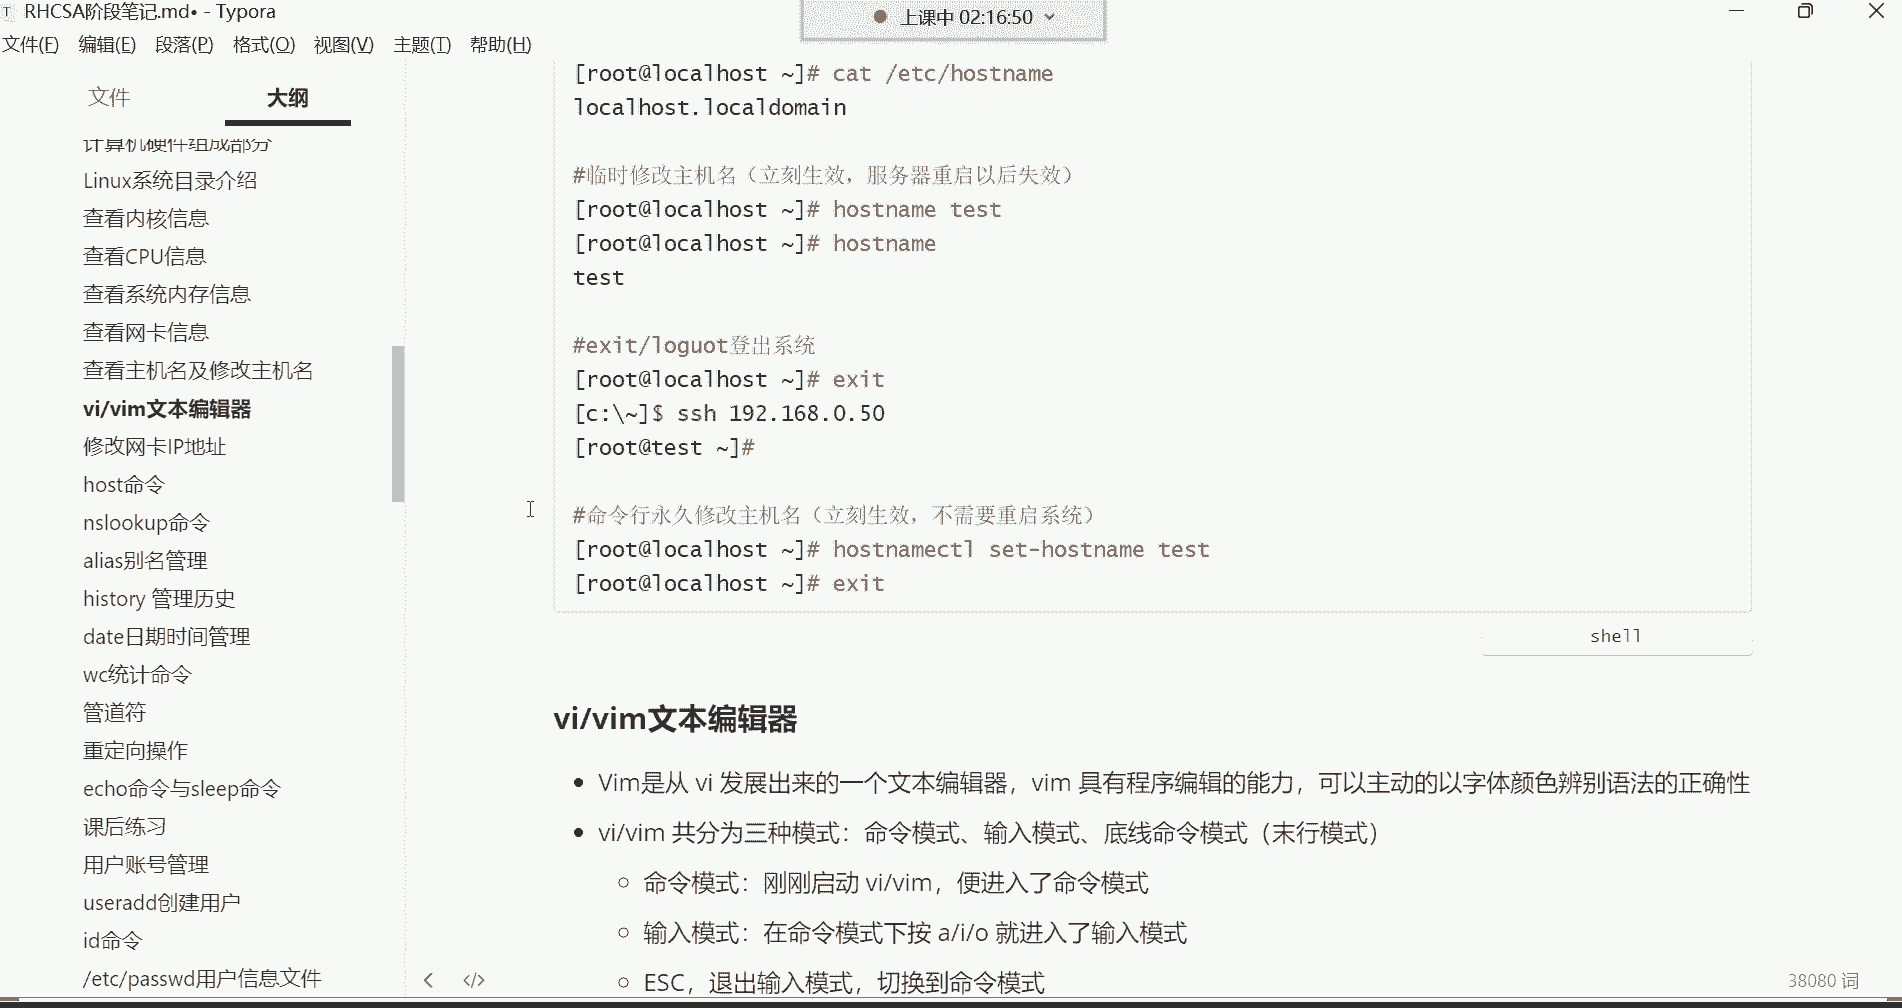 RHCSA阶段笔记.md• - Typora
上课中 02:16:50
文件(F) 编辑(E) 段落(P) 格式(O) 视图(V) 主题(T) 帮助(H)
文件 大纲
计算机硬件组成部分
Linux系统目录介绍
查看内核信息
查看CPU信息
查看系统内存信息
查看网卡信息
查看主机名及修改主机名
vi/vim文本编辑器
修改网卡IP地址
host命令
nslookup命令
alias别名管理
history 管理历史
date日期时间管理
wc统计命令
管道符
重定向操作
echo命令与sleep命令
课后练习
用户账号管理
useradd创建用户
id命令
/etc/passwd用户信息文件
[root@localhost ~]# cat /etc/hostname
localhost.localdomain
#临时修改主机名（立刻生效，服务器重启以后失效）
[root@localhost ~]# hostname test
[root@localhost ~]# hostname
test
#exit/loguot登出系统
[root@localhost ~]# exit
[c:\~]$ ssh 192.168.0.50
[root@test ~]#
#命令行永久修改主机名（立刻生效，不需要重启系统）
[root@localhost ~]# hostnamectl set-hostname test
[root@localhost ~]# exit
shell
vi/vim文本编辑器
• Vim是从 vi 发展出来的一个文本编辑器，vim 具有程序编辑的能力，可以主动的以字体颜色辨别语法的正确性
• vi/vim 共分为三种模式：命令模式、输入模式、底线命令模式（末行模式）
○ 命令模式：刚刚启动 vi/vim，便进入了命令模式
○ 输入模式：在命令模式下按 a/i/o 就进入了输入模式
○ ESC，退出输入模式，切换到命令模式
</> 38080 词